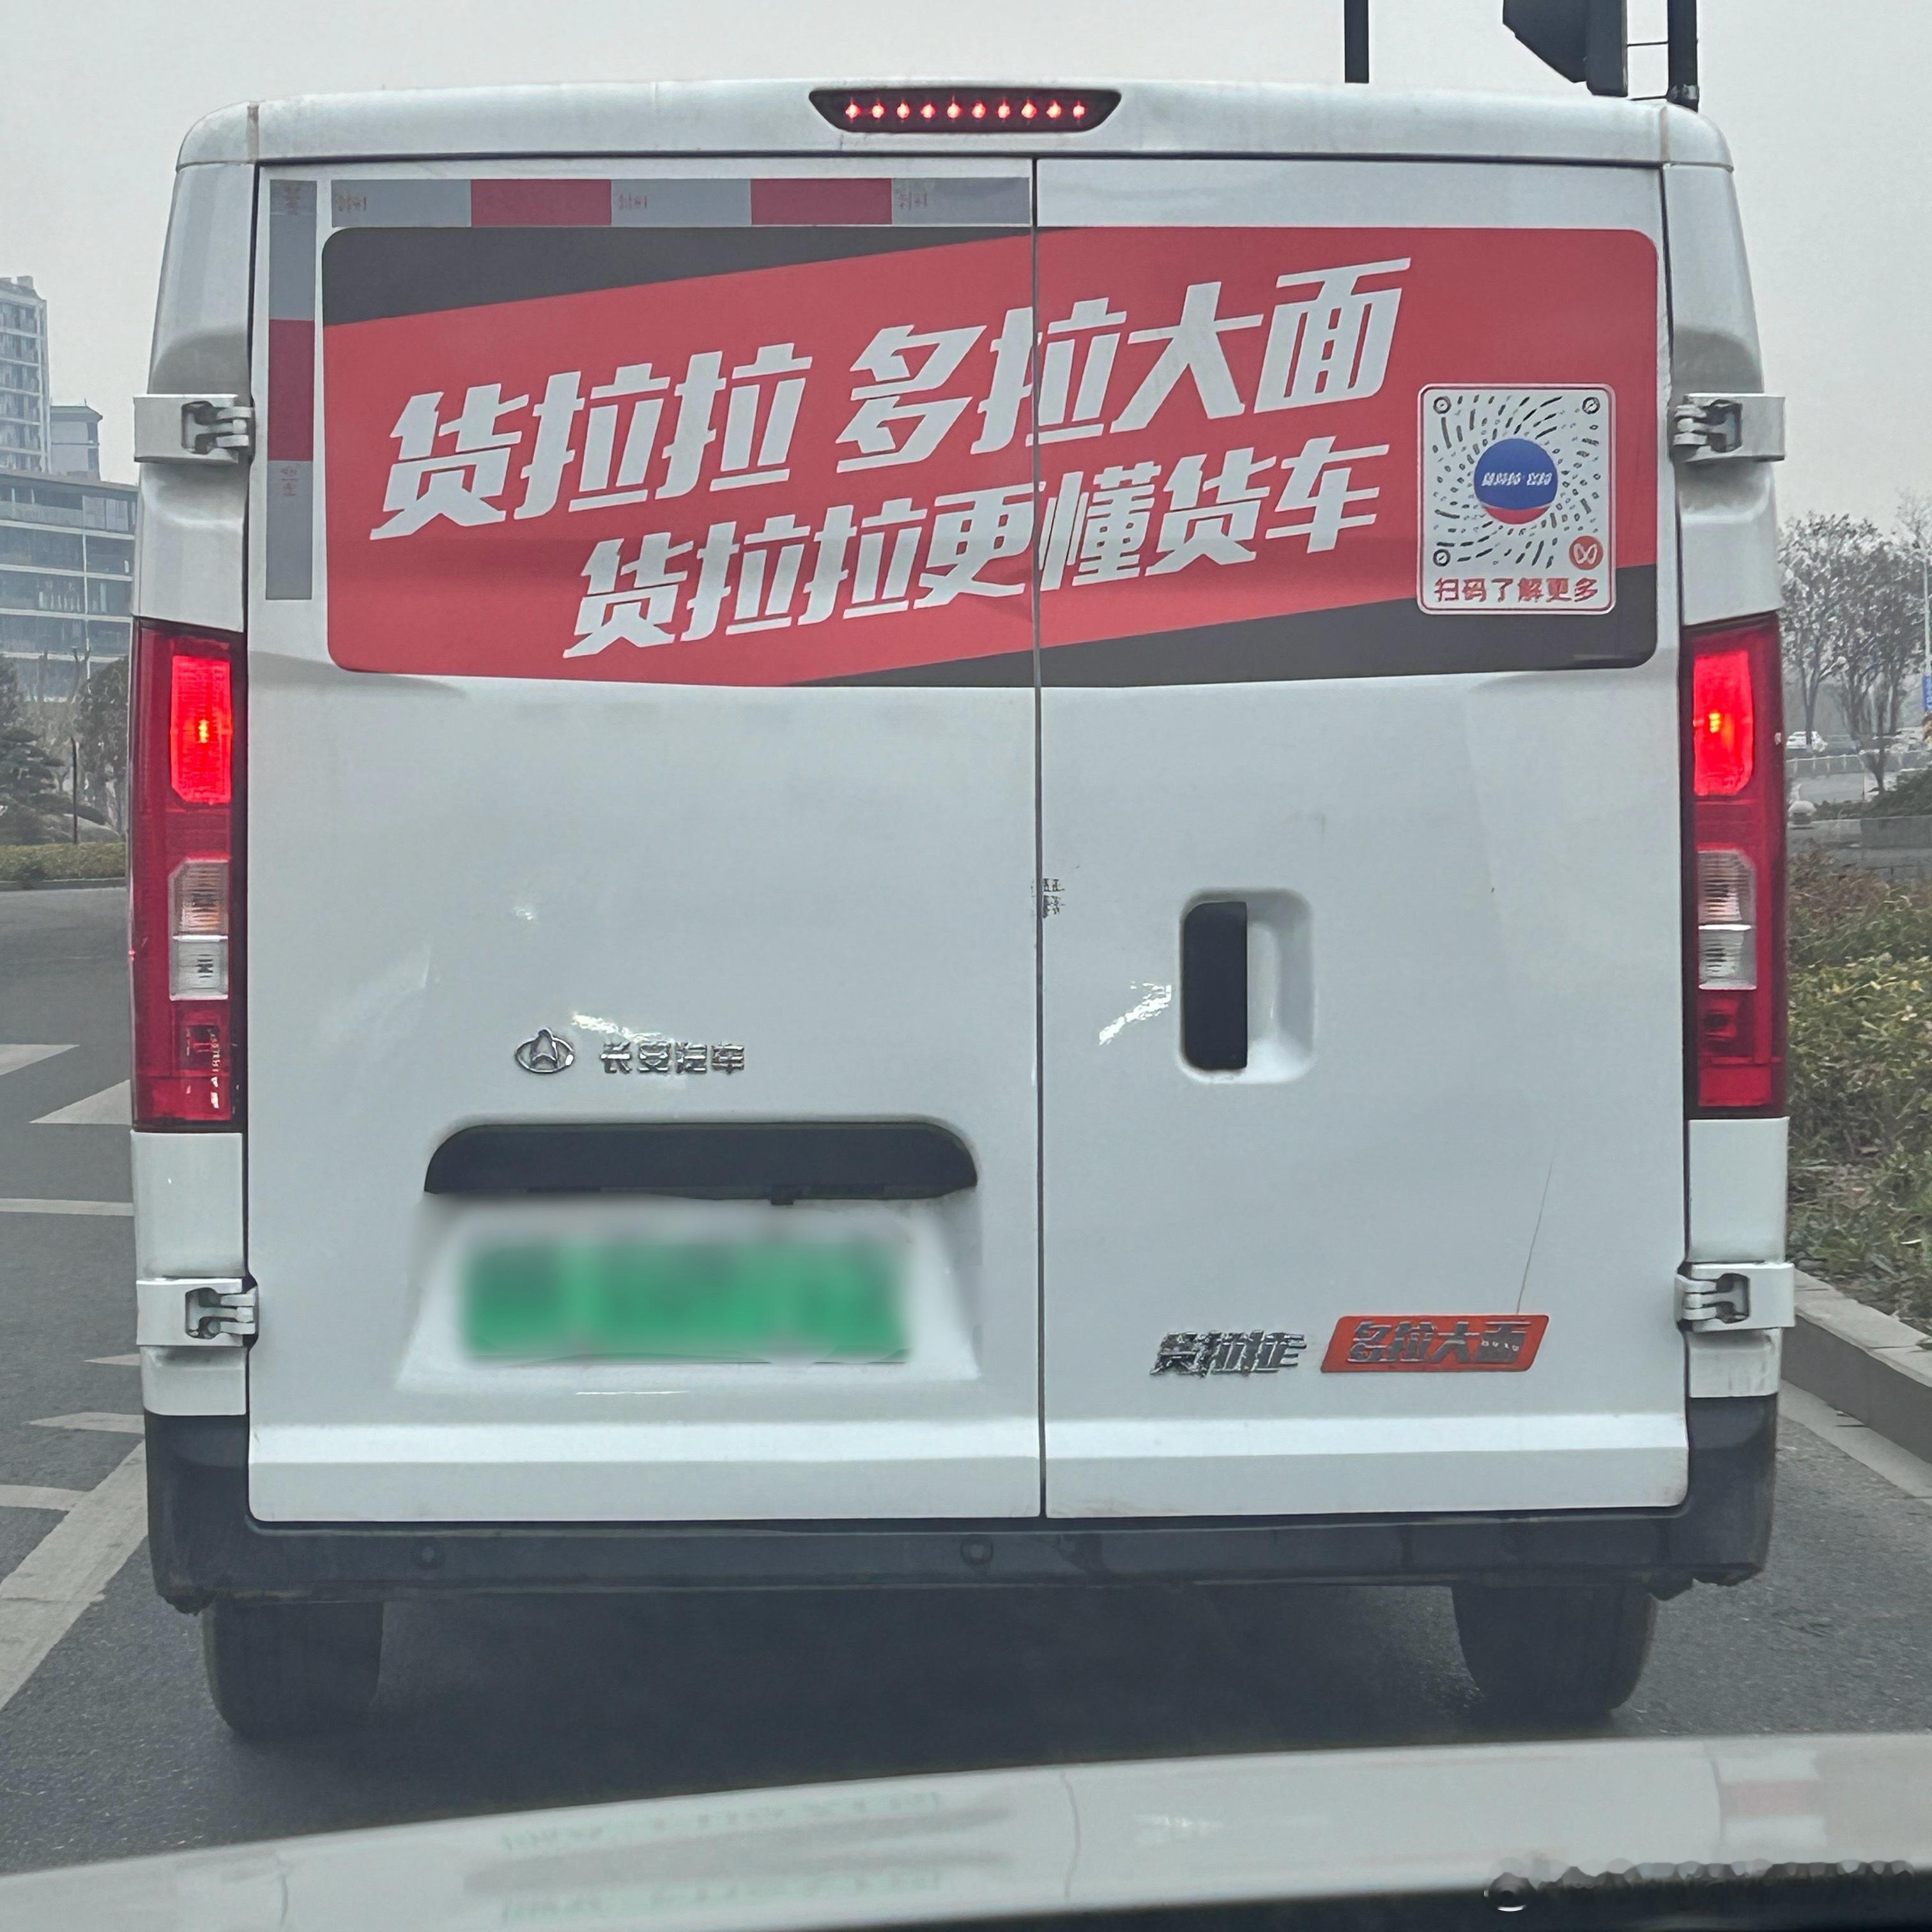 货拉拉 多拉大面
货拉拉更懂货车
扫码了解更多
长安汽车
货拉拉 多拉大面